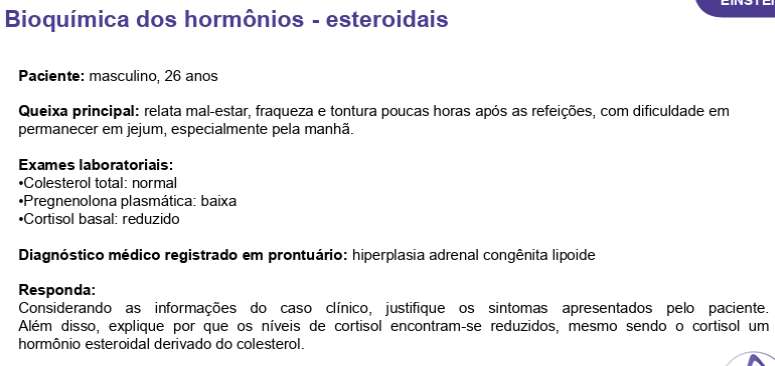 EINSTEI
Bioquímica dos hormônios - esteroidais
Paciente: masculino, 26 anos
Queixa principal: relata mal-estar, fraqueza e tontura poucas horas após as refeições, com dificuldade em
permanecer em jejum, especialmente pela manhã.
Exames laboratoriais:
•Colesterol total: normal
•Pregnenolona plasmática: baixa
•Cortisol basal: reduzido
Diagnóstico médico registrado em prontuário: hiperplasia adrenal congênita lipoide
Responda:
Considerando as informações do caso clínico, justifique os sintomas apresentados pelo paciente.
Além disso, explique por que os níveis de cortisol encontram-se reduzidos, mesmo sendo o cortisol um
hormônio esteroidal derivado do colesterol.